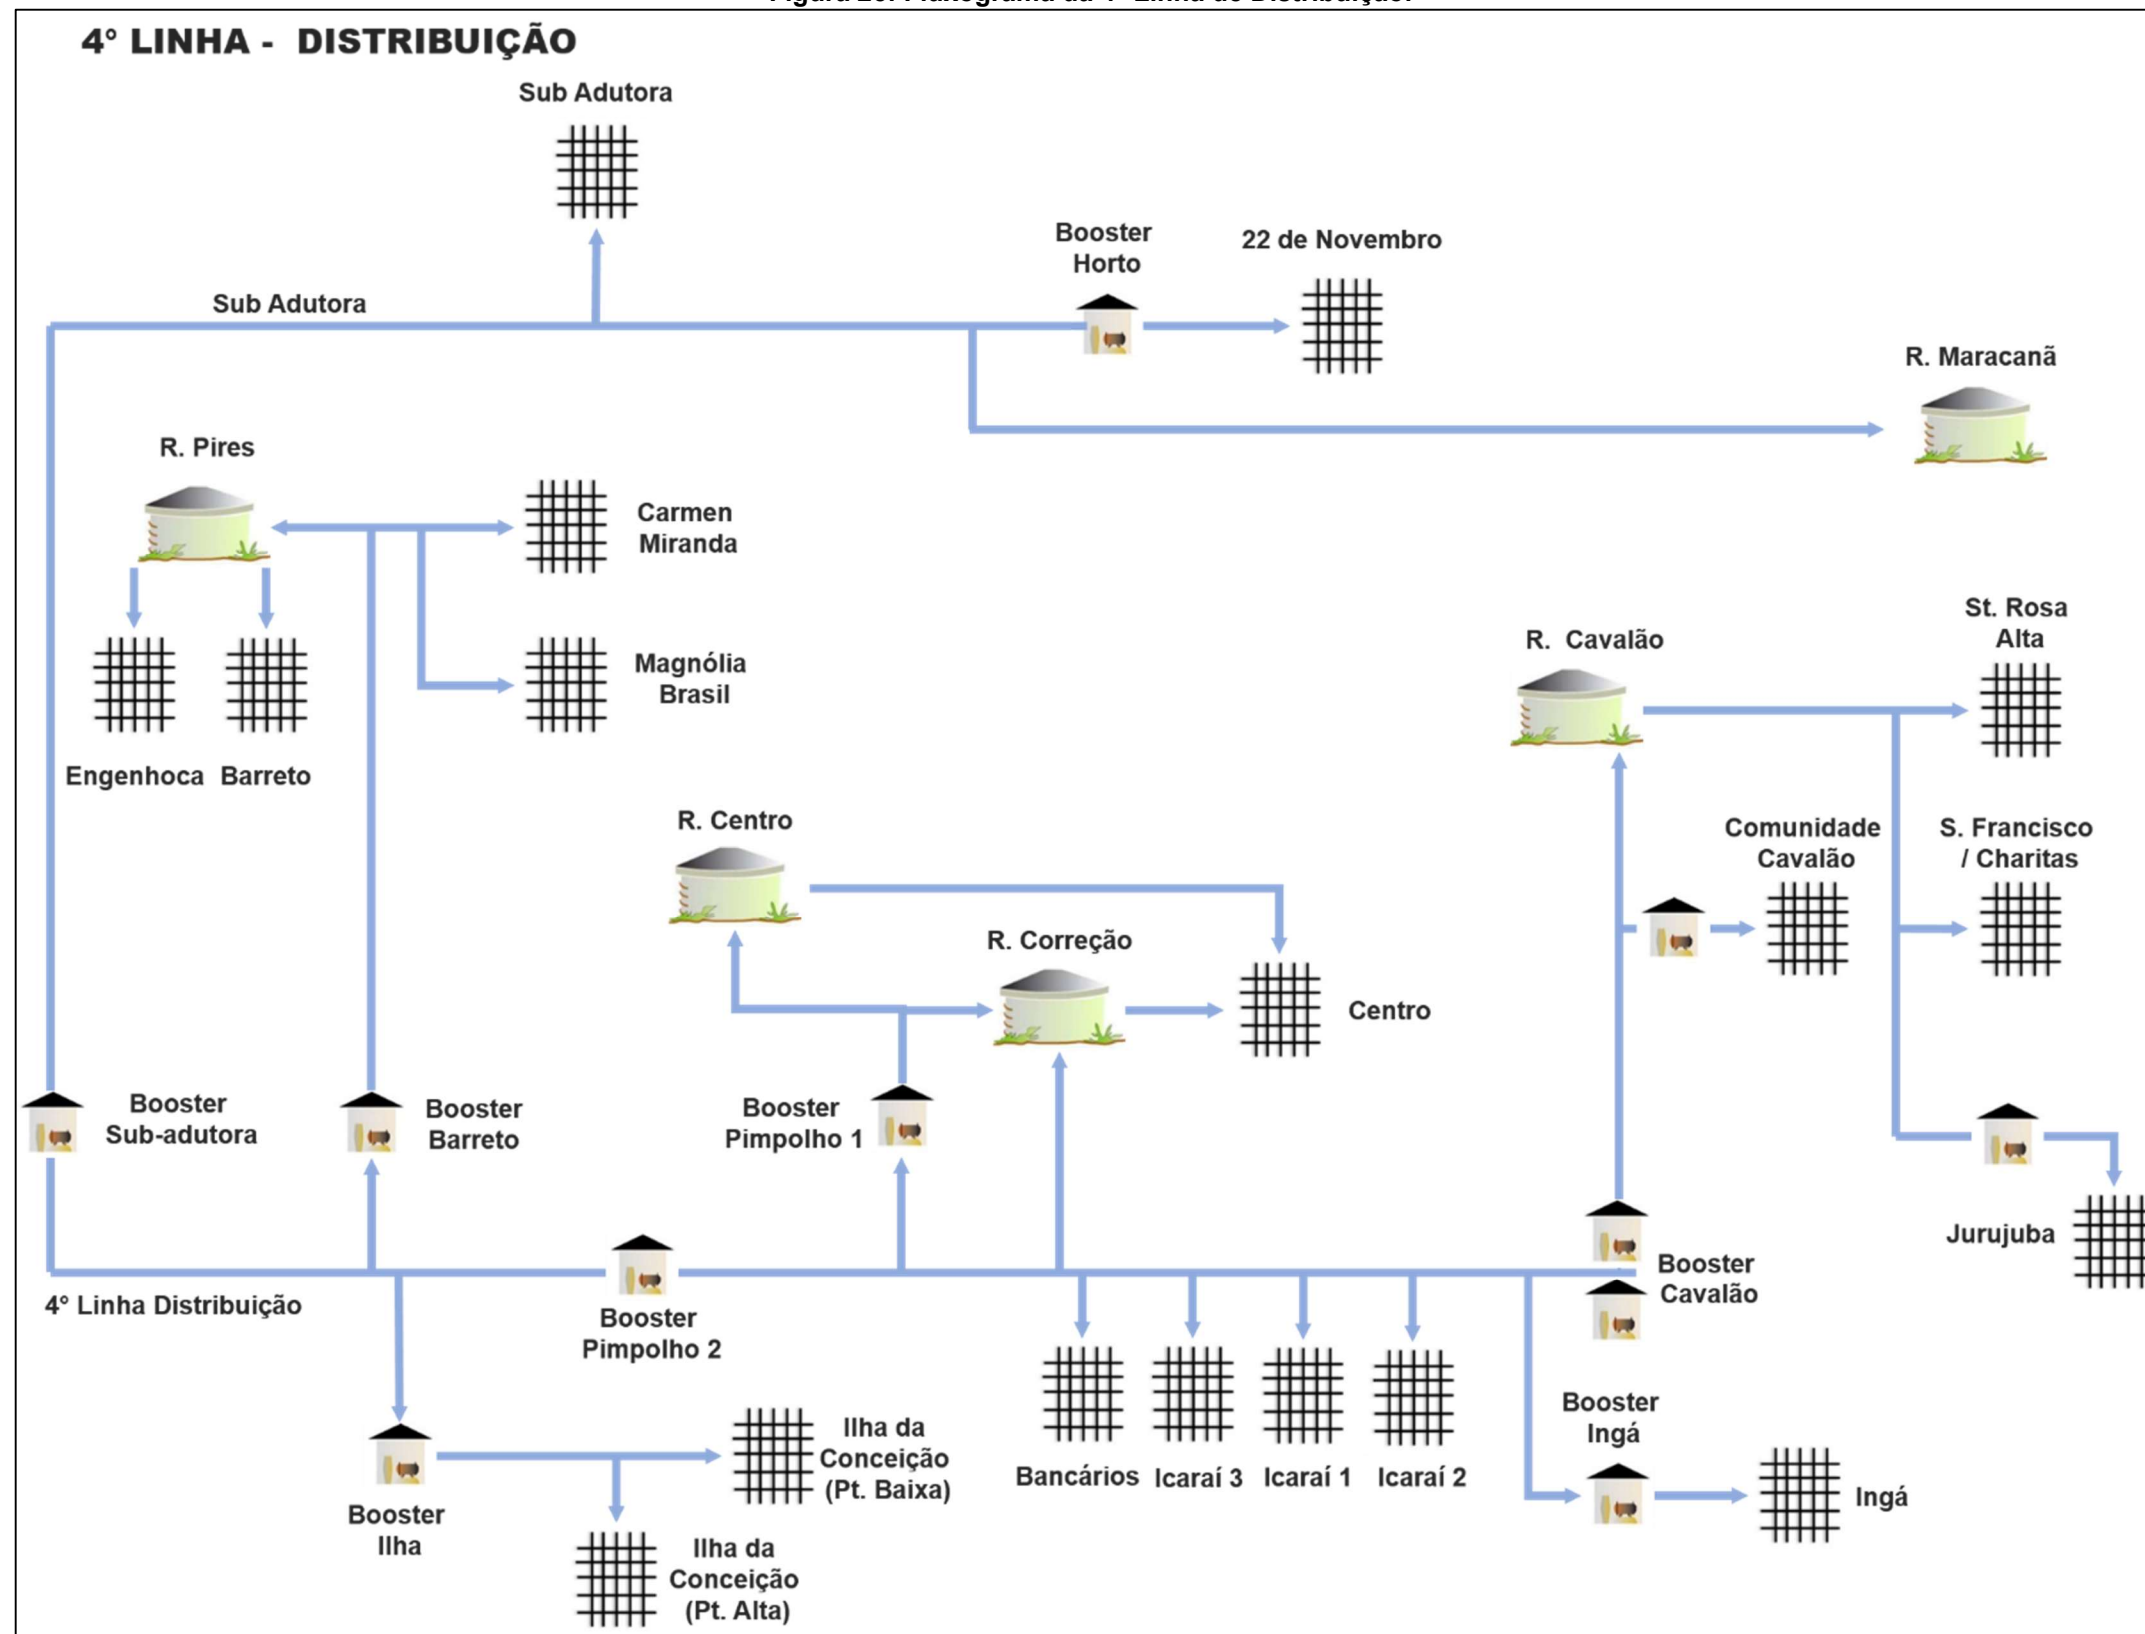 4° LINHA - DISTRIBUIÇÃO
Sub Adutora
Booster
Horto
22 de Novembro
Sub Adutora
R. Maracanã
R. Pires
Carmen
Miranda
Magnólia
Brasil
Engenhoca
Barreto
R. Cavalão
St. Rosa
Alta
Comunidade
Cavalão
S. Francisco
/ Charitas
R. Centro
R. Correção
Centro
Booster
Sub-adutora
Booster
Barreto
Booster
Pimpolho 1
Jurujuba
Booster
Cavalão
4° Linha Distribuição
Booster
Pimpolho 2
Bancários
Icaraí 3
Icaraí 1
Icaraí 2
Booster
Ingá
Ingá
Booster
Ilha
Ilha da
Conceição
(Pt. Baixa)
Ilha da
Conceição
(Pt. Alta)